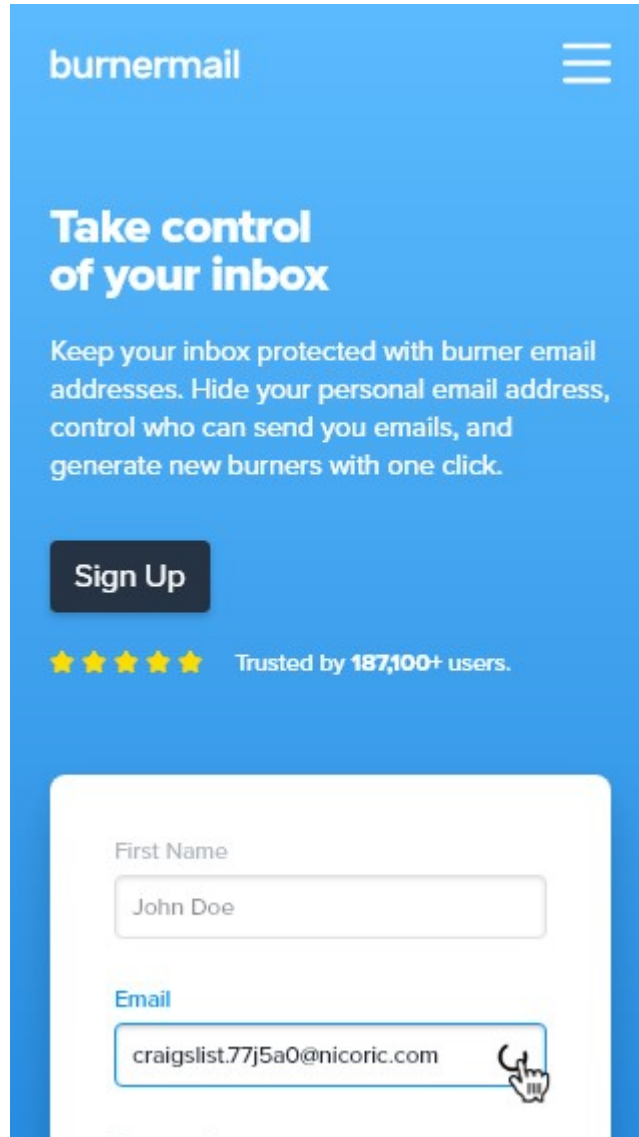 burnermail
Take control
of your inbox
Keep your inbox protected with burner email
addresses. Hide your personal email address,
control who can send you emails, and
generate new burners with one click.
Sign Up
Trusted by 187,100+ users.
First Name
John Doe
Email
craigslist.77j5a0@nicoric.com